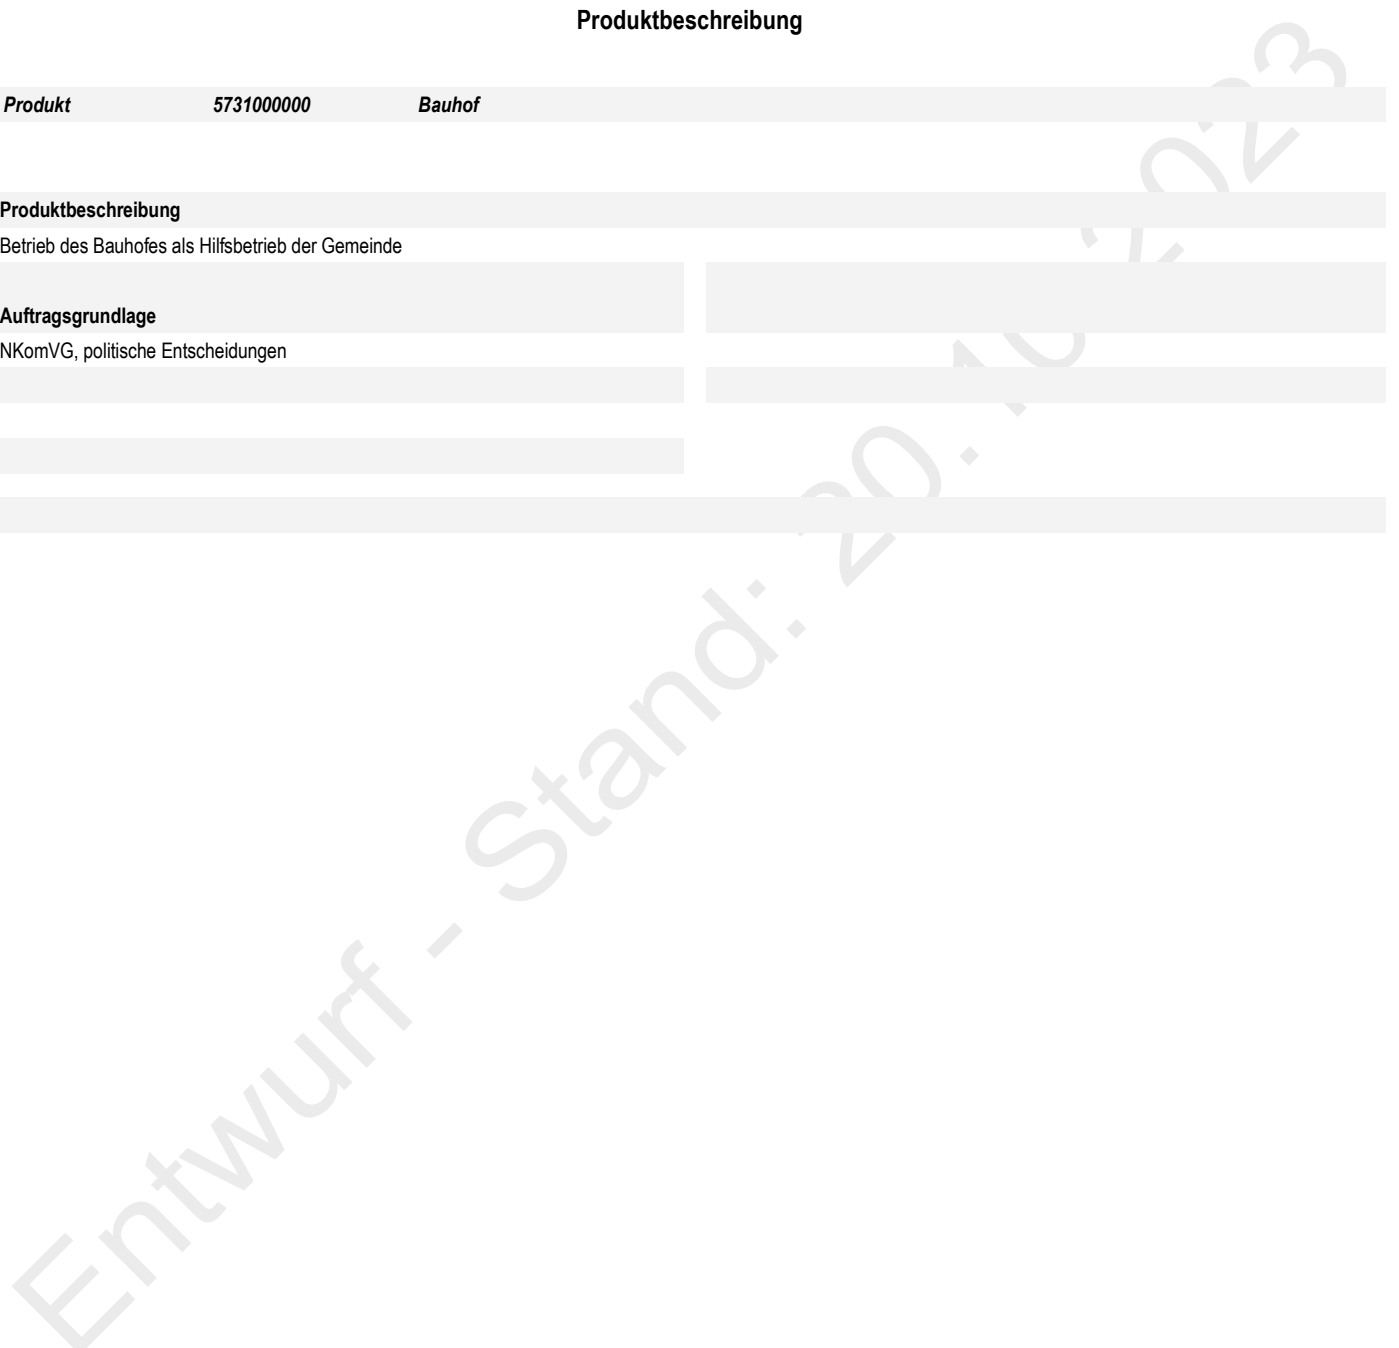 Produktbeschreibung
Produkt 5731000000 Bauhof
Produktbeschreibung
Betrieb des Bauhofes als Hilfsbetrieb der Gemeinde
Auftragsgrundlage
NKomVG, politische Entscheidungen
Entwurf - Stand: 20.10.2023